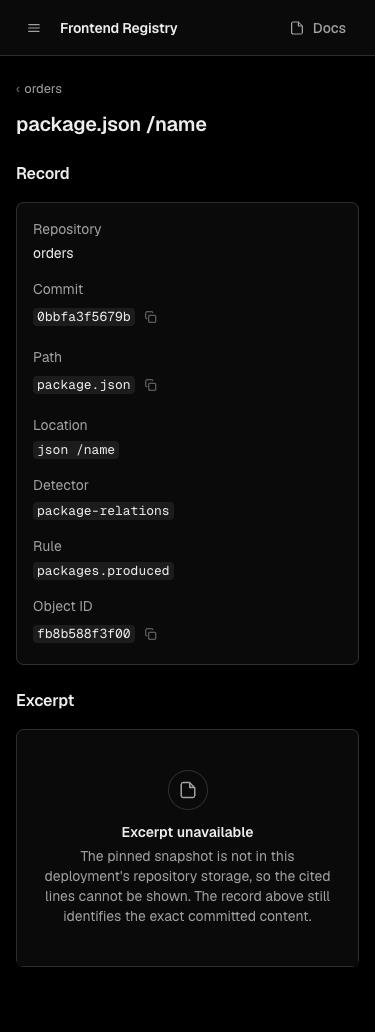 Frontend Registry
Docs
‹ orders
package.json /name
Record
Repository
orders
Commit
0bbfa3f5679b
Path
package.json
Location
json /name
Detector
package-relations
Rule
packages.produced
Object ID
fb8b588f3f00
Excerpt
Excerpt unavailable
The pinned snapshot is not in this
deployment's repository storage, so the cited
lines cannot be shown. The record above still
identifies the exact committed content.